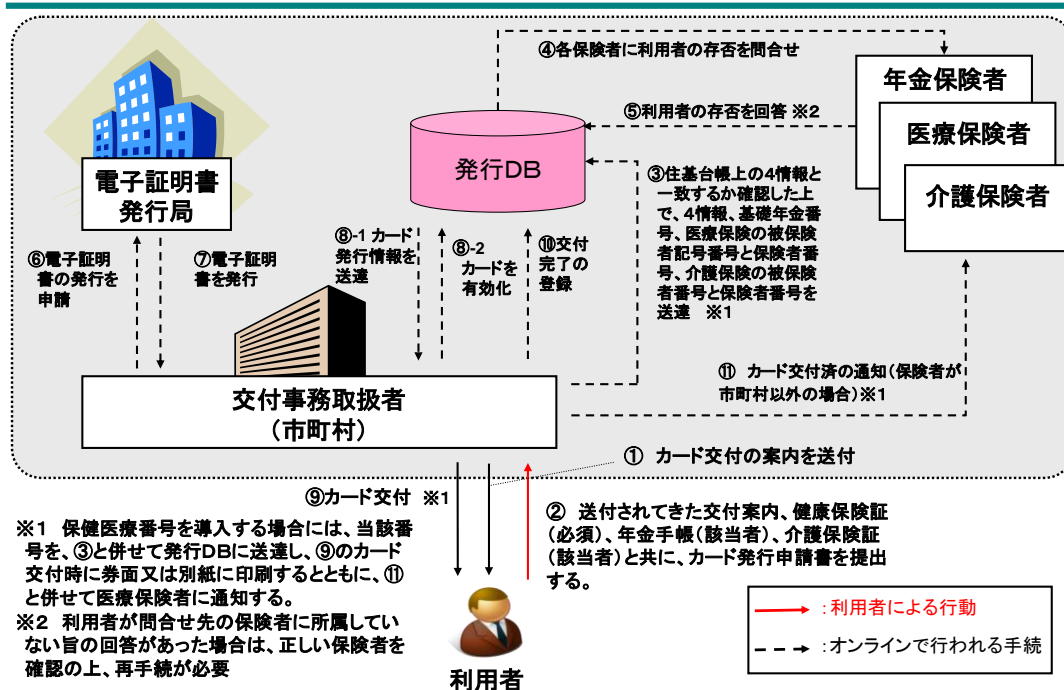 ④各保険者に利用者の存否を問合せ
年金保険者
医療保険者
介護保険者
⑤利用者の存否を回答 ※2
発行DB
電子証明書
発行局
③住基台帳上の4情報と
一致するか確認した上
で、4情報、基礎年金番
号、医療保険の被保険
者記号番号と保険者番
号、介護保険の被保険
者番号と保険者番号を
送達 ※1
⑥電子証明
書の発行を
申請
⑦電子証明
書を発行
⑧-1 カード
発行情報を
送達
⑧-2
カードを
有効化
⑩交付
完了の
登録
交付事務取扱者
（市町村）
⑪ カード交付済の通知（保険者が
市町村以外の場合）※1
① カード交付の案内を送付
⑨カード交付 ※1
② 送付されてきた交付案内、健康保険証
（必須）、年金手帳（該当者）、介護保険証
（該当者）と共に、カード発行申請書を提出
する。
※1 保健医療番号を導入する場合には、当該番
号を、③と併せて発行DBに送達し、⑨のカード
交付時に券面又は別紙に印刷するとともに、⑪
と併せて医療保険者に通知する。
※2 利用者が問合せ先の保険者に所属してい
ない旨の回答があった場合は、正しい保険者を
確認の上、再手続が必要
利用者
：利用者による行動
：オンラインで行われる手続